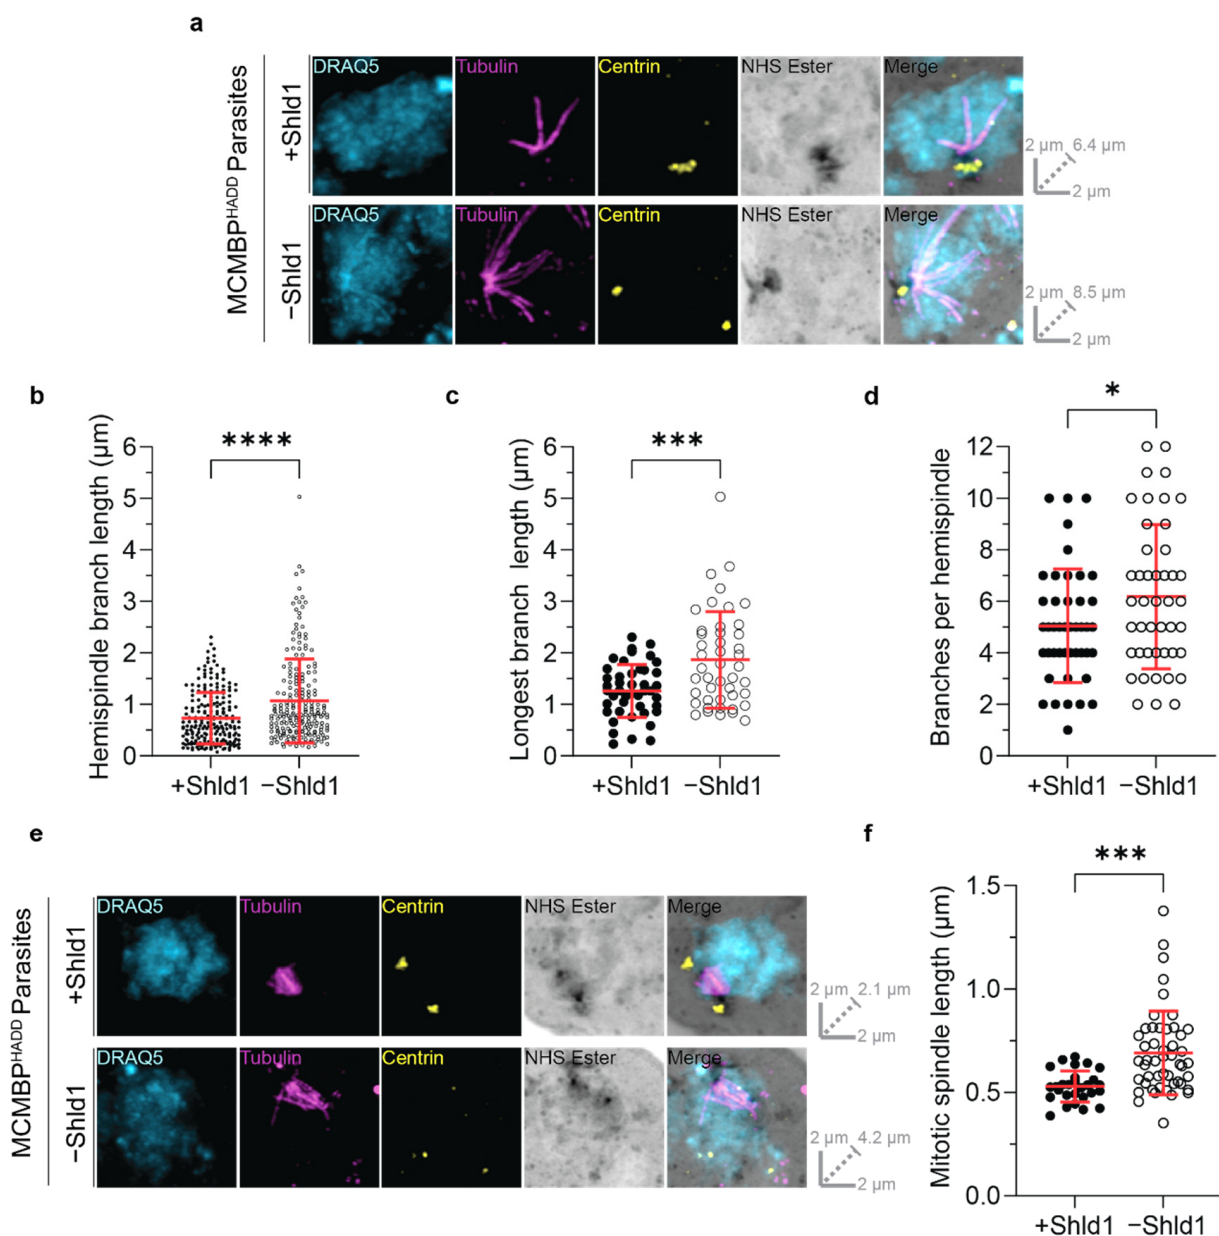 a
MCMBPHADD Parasites
+Shld1
DRAQ5 Tubulin Centrin NHS Ester Merge
2 µm 6.4 µm
2 µm
−Shld1
DRAQ5 Tubulin Centrin NHS Ester Merge
2 µm 8.5 µm
2 µm
b
Hemispindle branch length (µm)
****
6
5
4
3
2
1
0
+Shld1 −Shld1
c
Longest branch length (µm)
***
6
5
4
3
2
1
0
+Shld1 −Shld1
d
Branches per hemispindle
*
12
10
8
6
4
2
0
+Shld1 −Shld1
e
MCMBPHADD Parasites
+Shld1
DRAQ5 Tubulin Centrin NHS Ester Merge
2 µm 2.1 µm
2 µm
−Shld1
DRAQ5 Tubulin Centrin NHS Ester Merge
2 µm 4.2 µm
2 µm
f
Mitotic spindle length (µm)
***
1.5
1.0
0.5
0.0
+Shld1 −Shld1